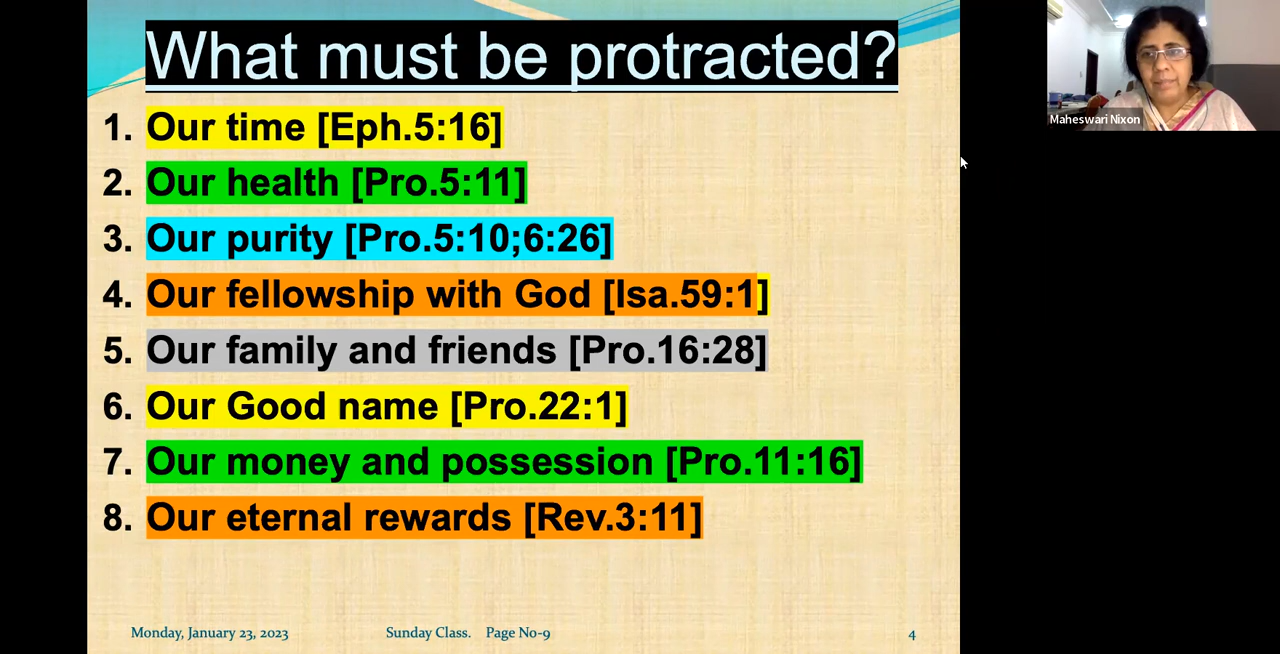 What must be protracted?
1. Our time [Eph.5:16]
2. Our health [Pro.5:11]
3. Our purity [Pro.5:10;6:26]
4. Our fellowship with God [Isa.59:1]
5. Our family and friends [Pro.16:28]
6. Our Good name [Pro.22:1]
7. Our money and possession [Pro.11:16]
8. Our eternal rewards [Rev.3:11]
Monday, January 23, 2023 Sunday Class. Page No-9 4
Maheswari Nixon